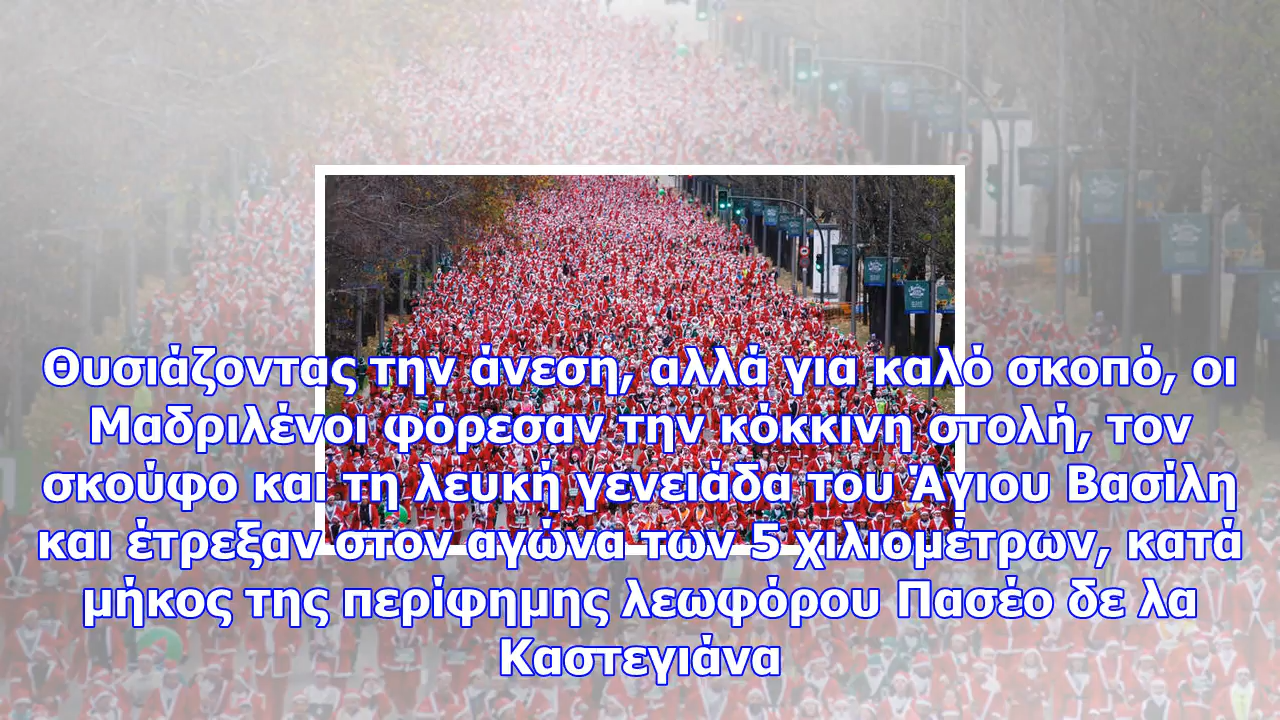 Θυσιάζοντας την άνεση, αλλά για καλό σκοπό, οι
Μαδριλένοι φόρεσαν την κόκκινη στολή, τον
σκούφο και τη λευκή γενειάδα του Άγιου Βασίλη
και έτρεξαν στον αγώνα των 5 χιλιομέτρων, κατά
μήκος της περίφημης λεωφόρου Πασέο δε λα
Καστεγιάνα